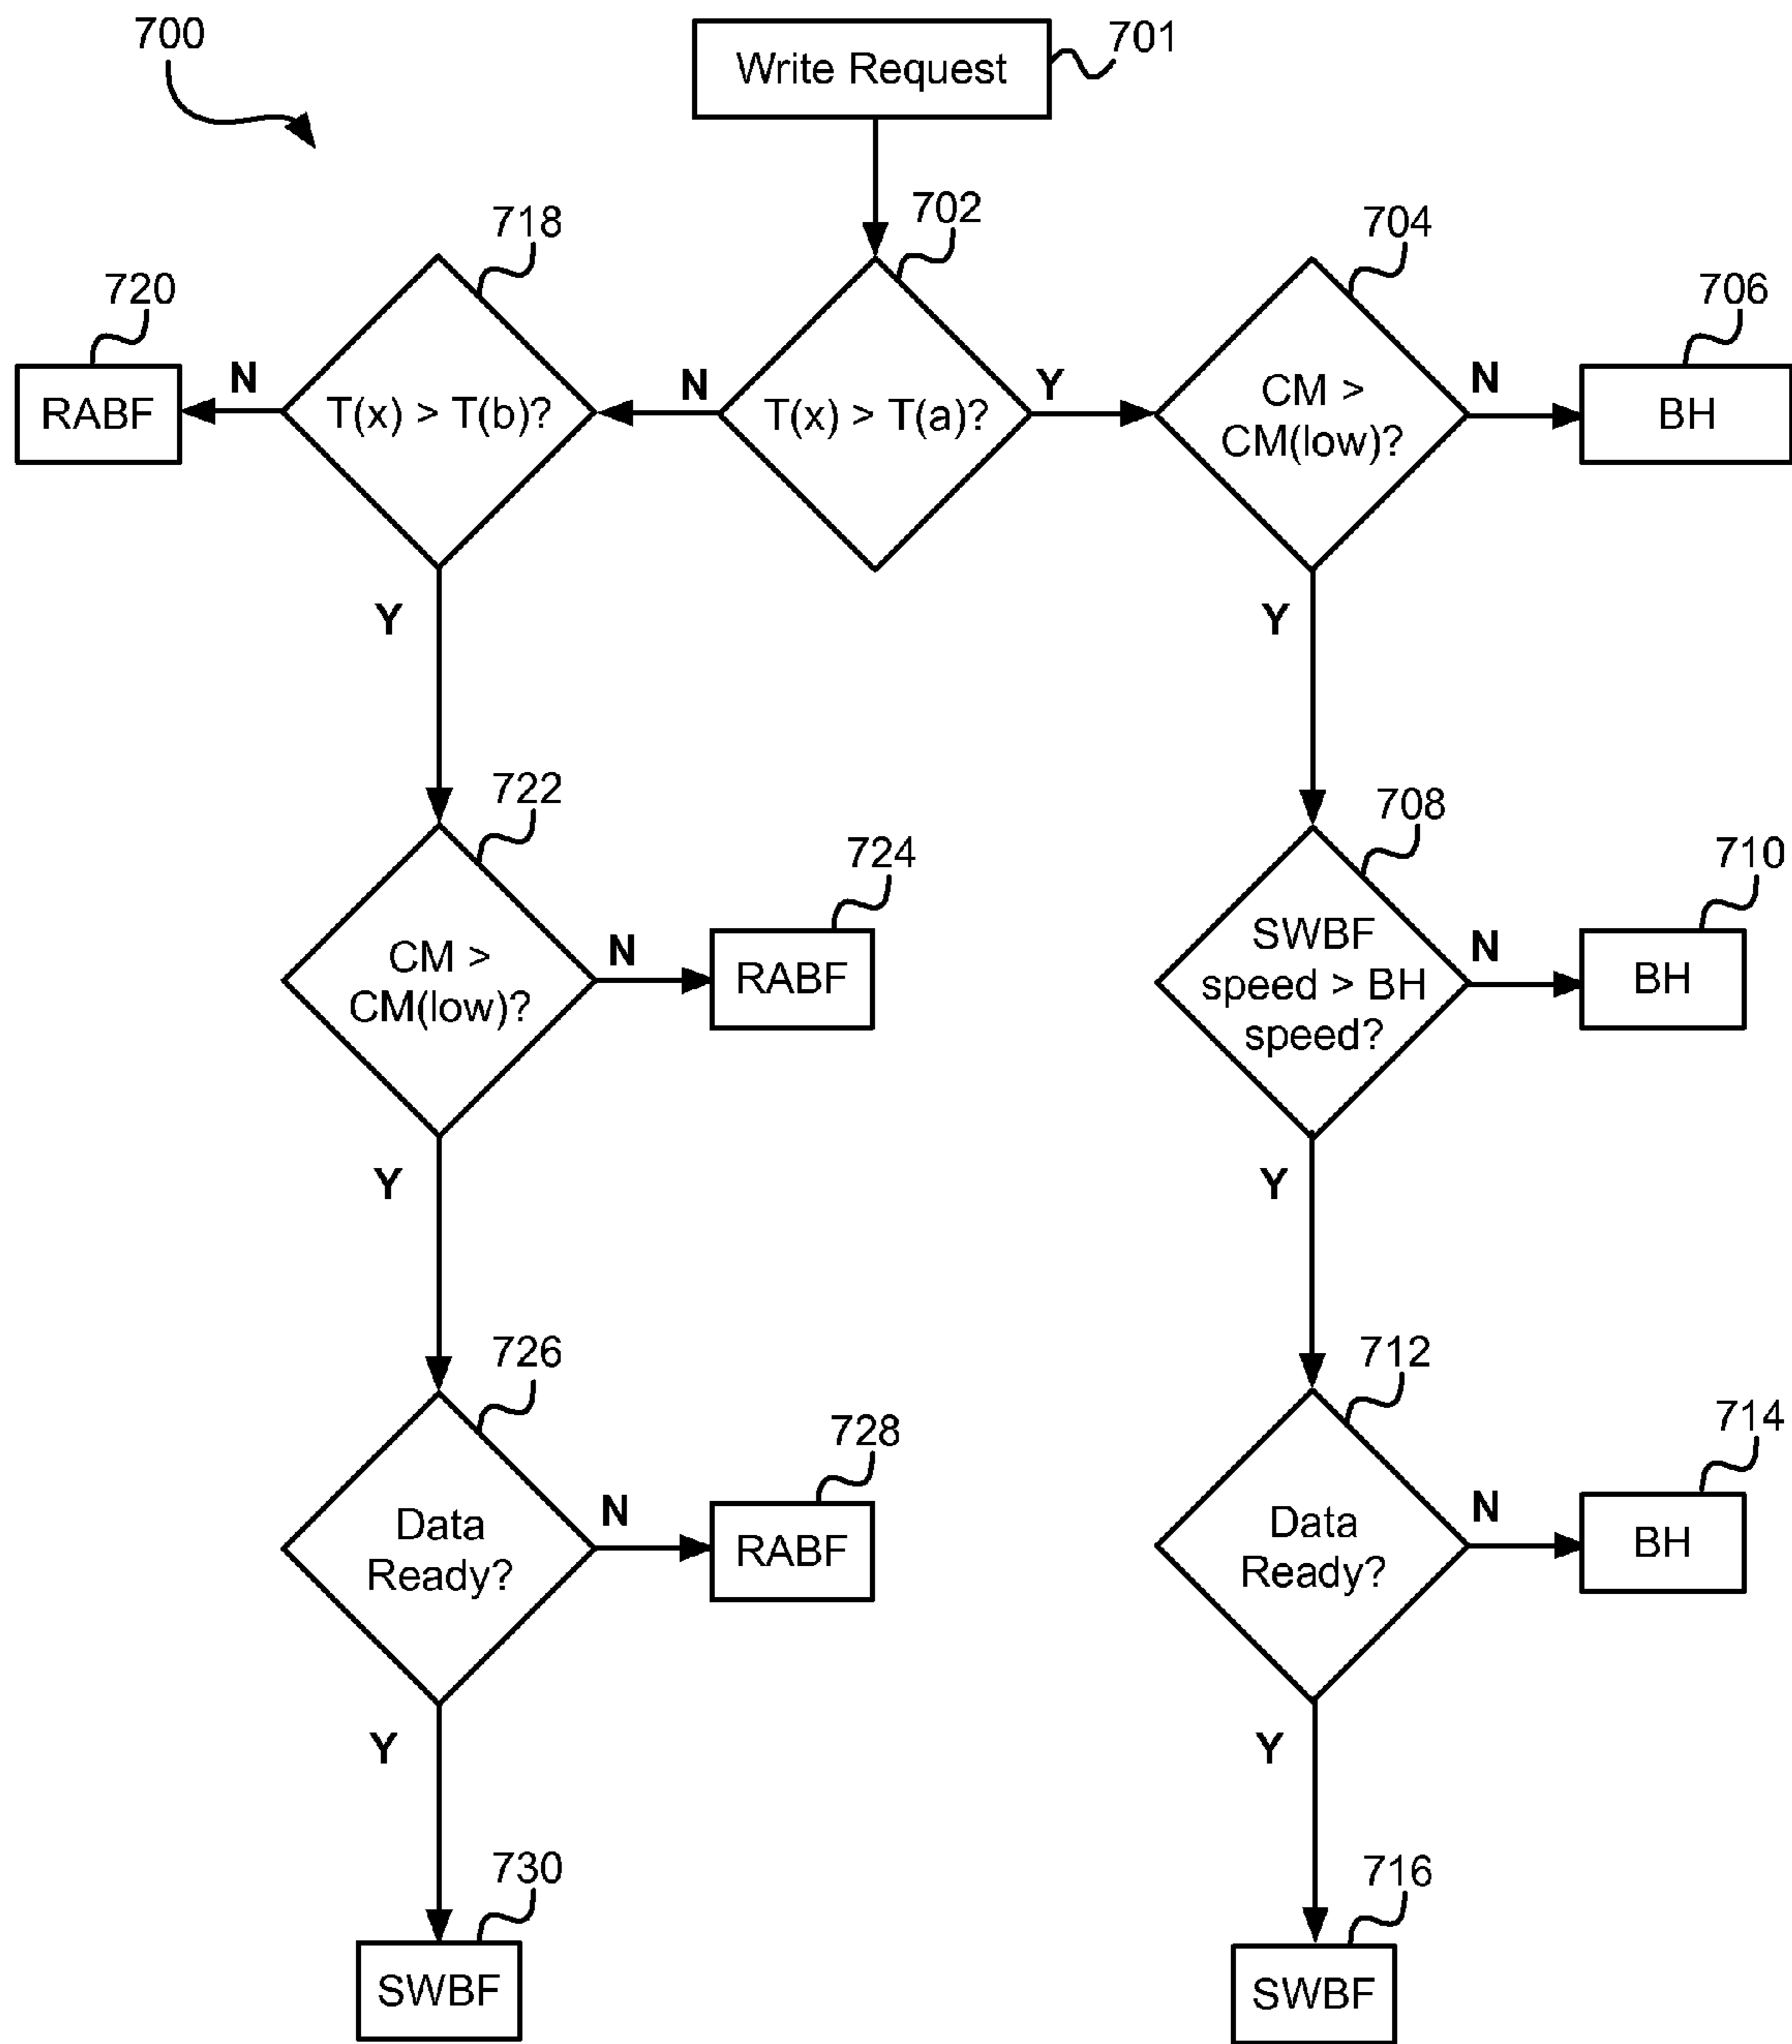 700
Write Request
701
718
702
704
720
706
RABF
N
T(x) > T(b)?
N
T(x) > T(a)?
Y
CM >
CM(low)?
N
BH
Y
Y
722
708
724
710
CM >
CM(low)?
N
RABF
SWBF
speed > BH
speed?
N
BH
Y
Y
726
712
728
714
Data
Ready?
N
RABF
Data
Ready?
N
BH
Y
Y
730
716
SWBF
SWBF